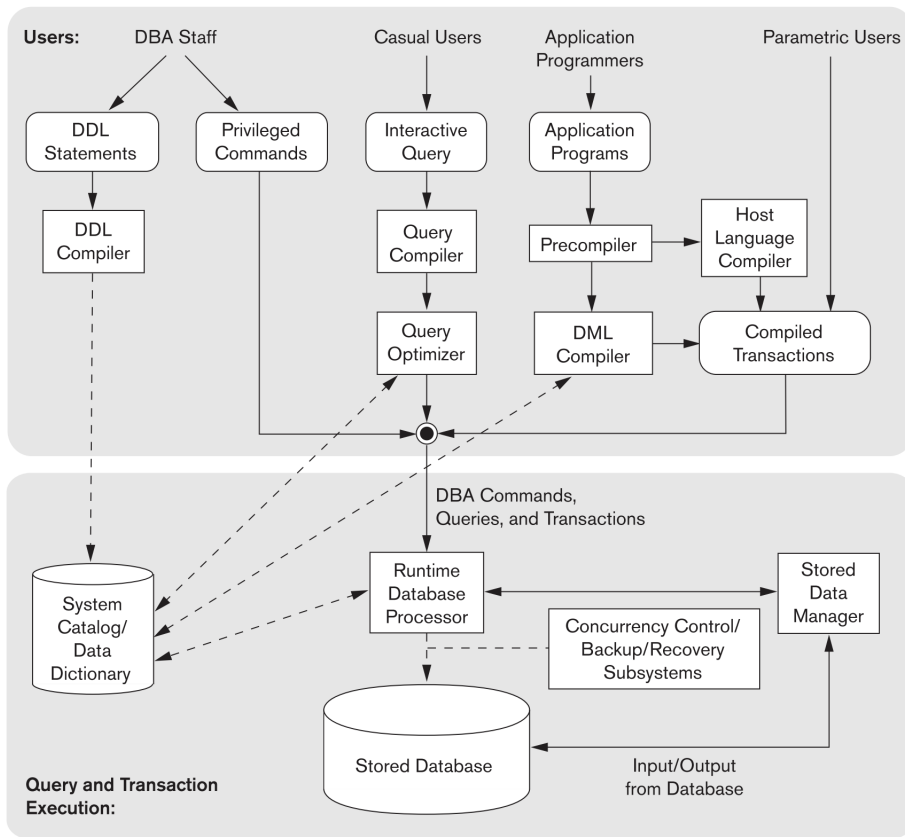 Users:
DBA Staff
Casual Users
Application
Programmers
Parametric Users
DDL
Statements
Privileged
Commands
Interactive
Query
Application
Programs
DDL
Compiler
Query
Compiler
Precompiler
Host
Language
Compiler
Query
Optimizer
DML
Compiler
Compiled
Transactions
DBA Commands,
Queries, and Transactions
System
Catalog/
Data
Dictionary
Runtime
Database
Processor
Stored
Data
Manager
Concurrency Control/
Backup/Recovery
Subsystems
Stored Database
Input/Output
from Database
Query and Transaction
Execution: